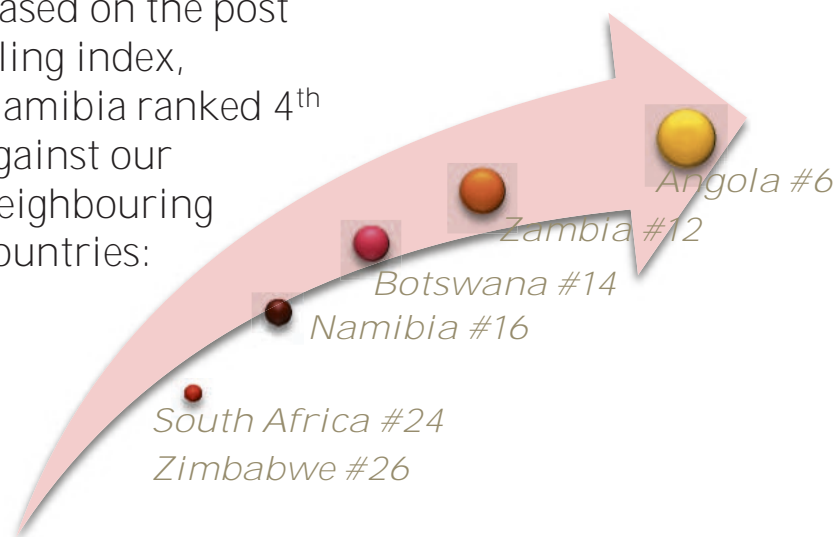 ased on the post
ling index,
amibia ranked 4th
gainst our
eighbouring
ountries:
Angola #6
Zambia #12
Botswana #14
Namibia #16
South Africa #24
Zimbabwe #26